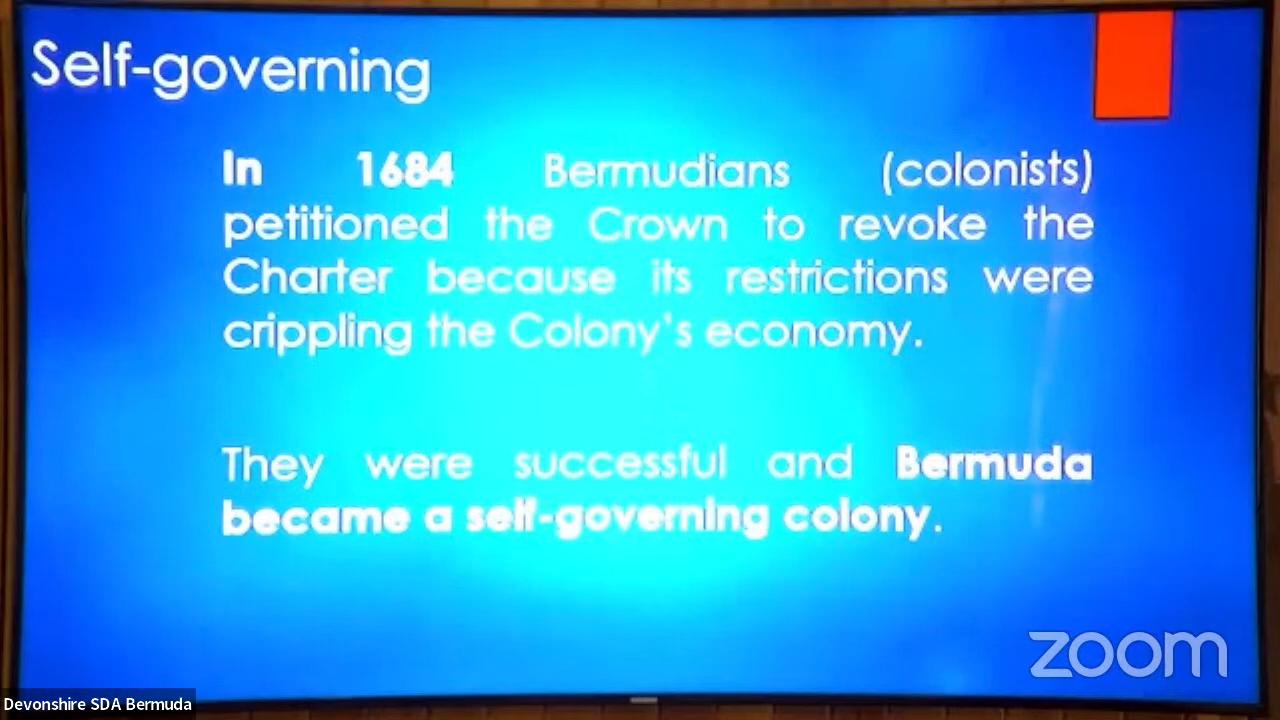 Self-governing
In 1684 Bermudians (colonists)
petitioned the Crown to revoke the
Charter because its restrictions were
crippling the Colony's economy.
They were successful and Bermuda
became a self-governing colony.
zoom
Devonshire SDA Bermuda